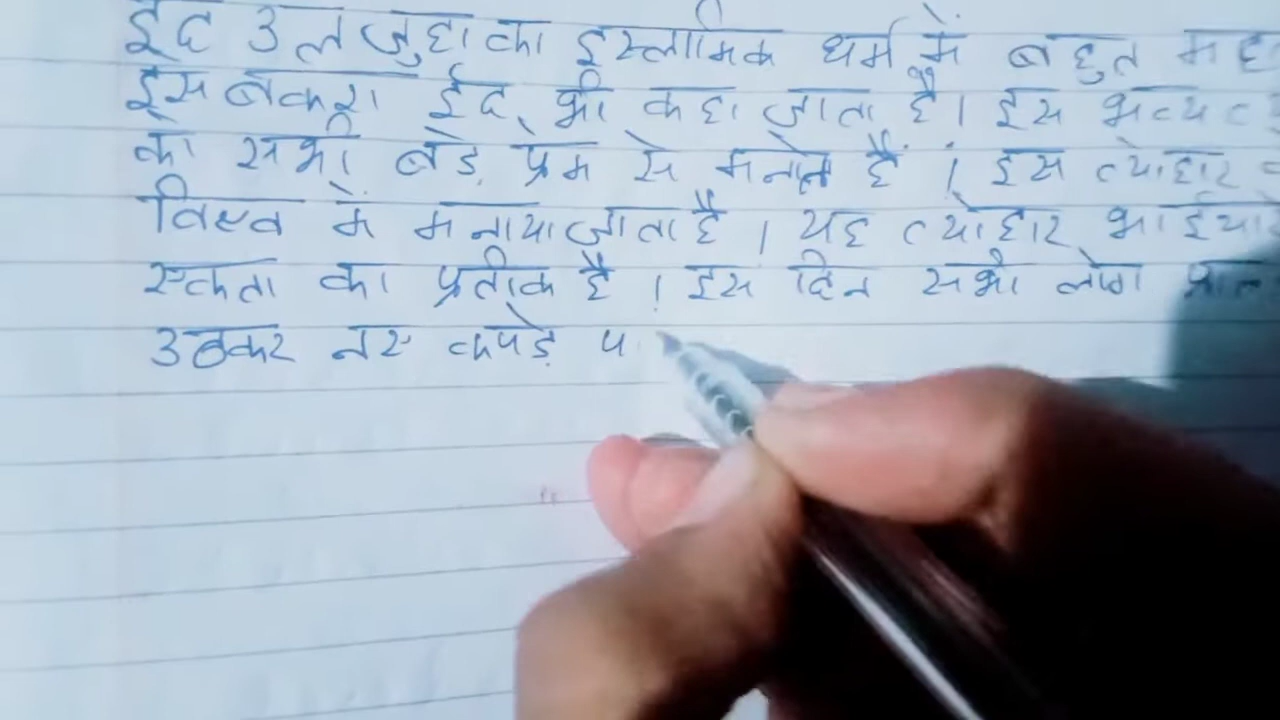 ईद उल जुहा का इस्लामिक धर्म में बहुत
इसे बकरा ईद भी कहा जाता है। इस
को सभी बड़े प्रेम से मनाते हैं। इस त्योहार
विश्व में मनाया जाता है। यह त्योहार
एकता का प्रतीक है। इस दिन सभी लोग
उठकर नए कपड़े प